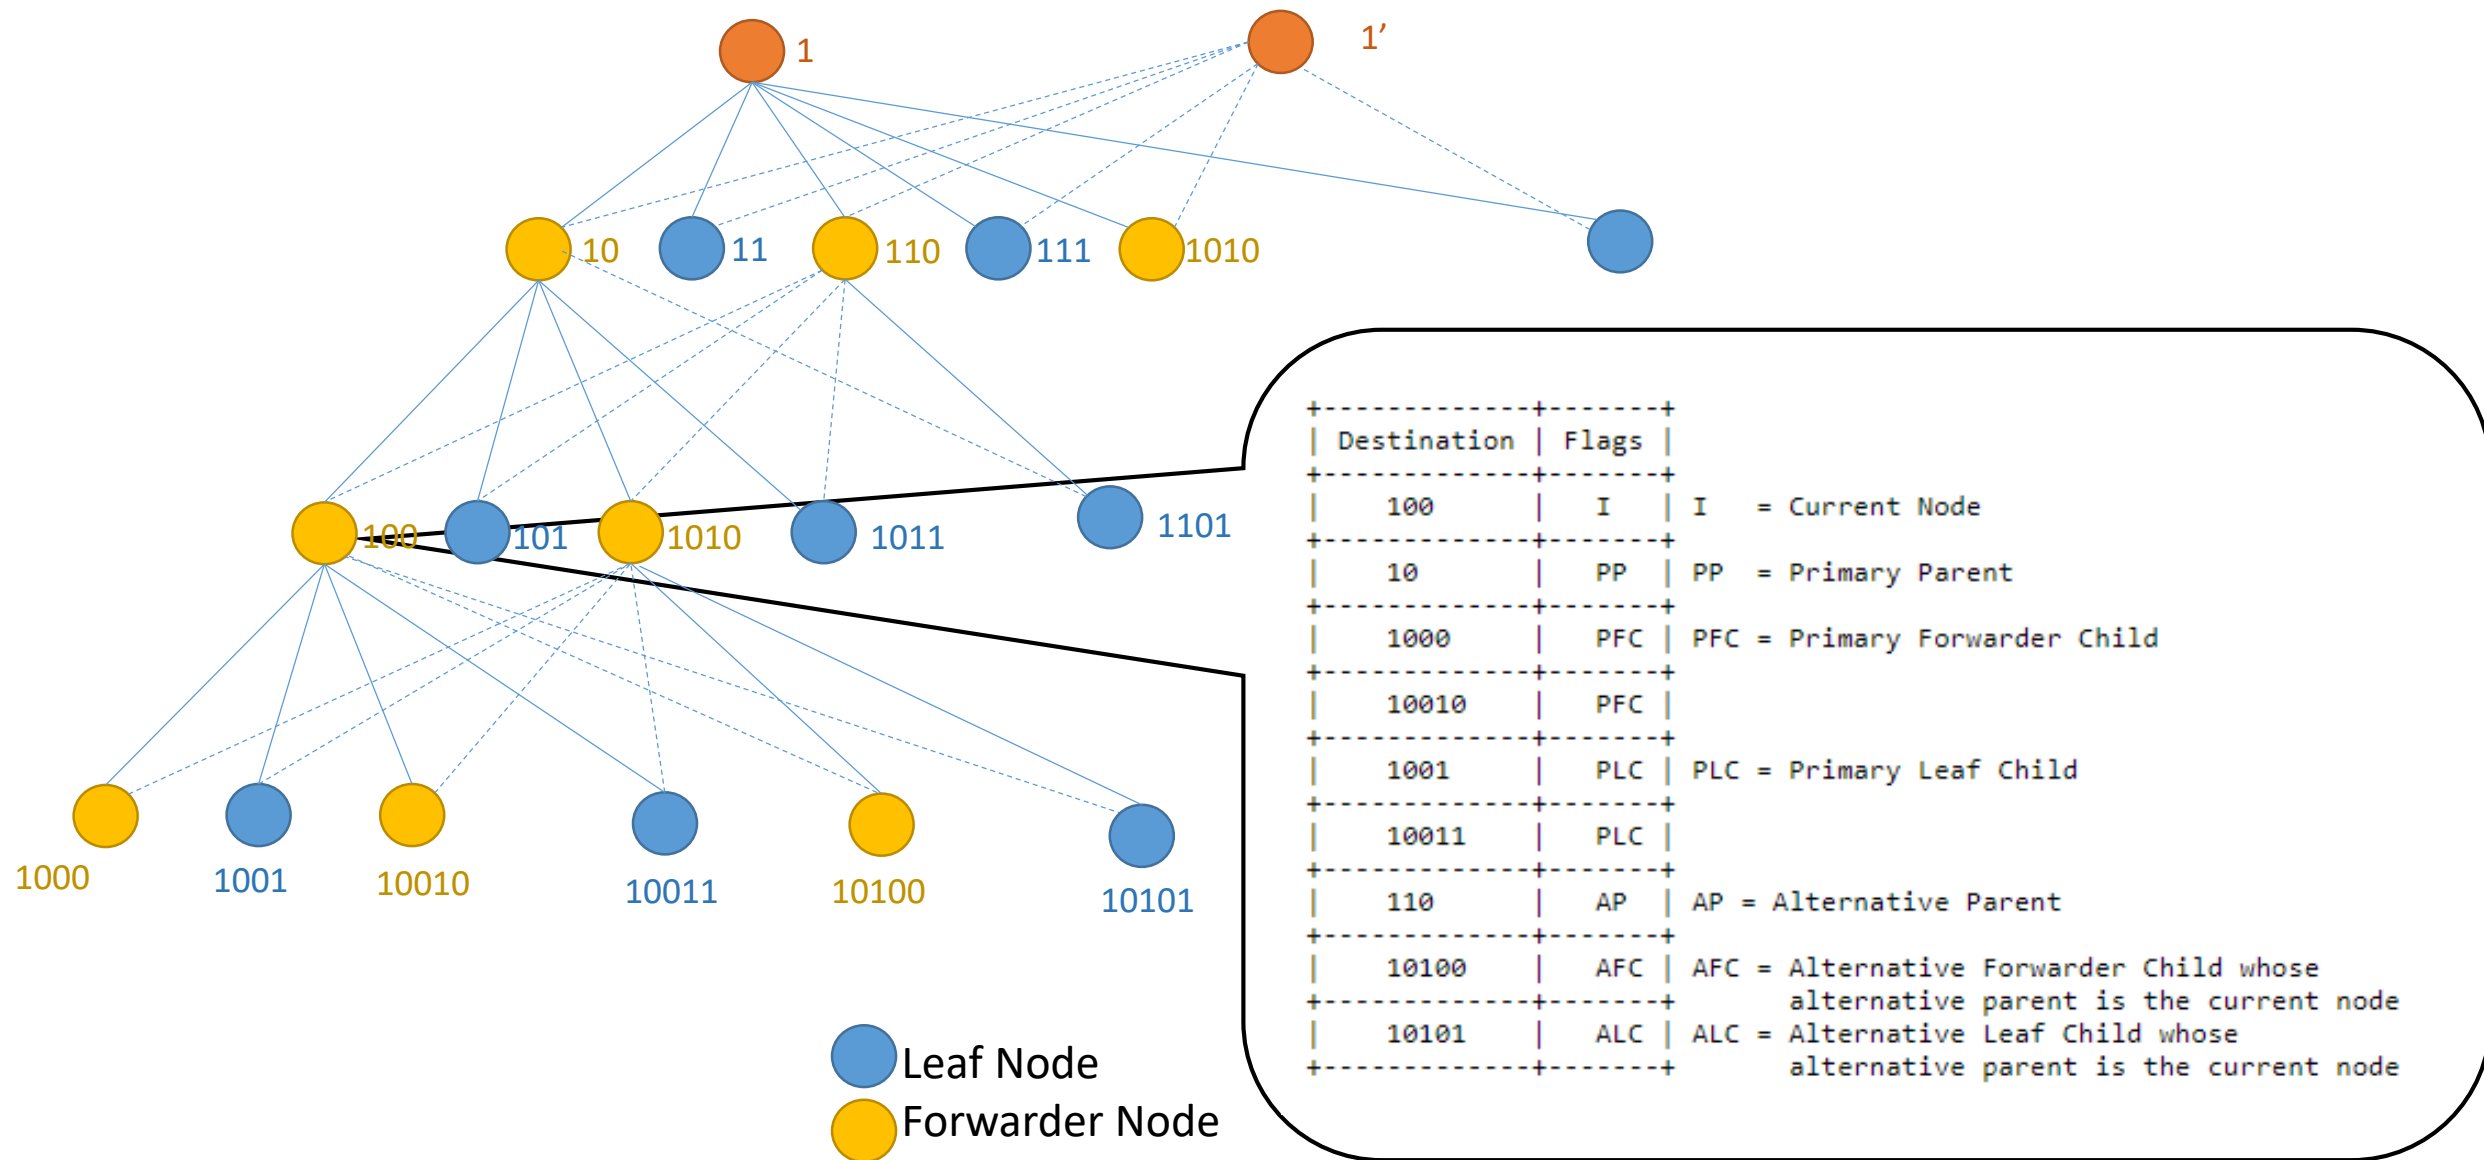 1 1’
10 11 110 111 1010
100 101 1010 1011 1101
1000 1001 10010 10011 10100 10101
Leaf Node
Forwarder Node
+-------------+-------+
| Destination | Flags |
+-------------+-------+
| 100 | I | I = Current Node
+-------------+-------+
| 10 | PP | PP = Primary Parent
+-------------+-------+
| 1000 | PFC | PFC = Primary Forwarder Child
+-------------+-------+
| 10010 | PFC |
+-------------+-------+
| 1001 | PLC | PLC = Primary Leaf Child
+-------------+-------+
| 10011 | PLC |
+-------------+-------+
| 110 | AP | AP = Alternative Parent
+-------------+-------+
| 10100 | AFC | AFC = Alternative Forwarder Child whose
+-------------+-------+ alternative parent is the current node
| 10101 | ALC | ALC = Alternative Leaf Child whose
+-------------+-------+ alternative parent is the current node